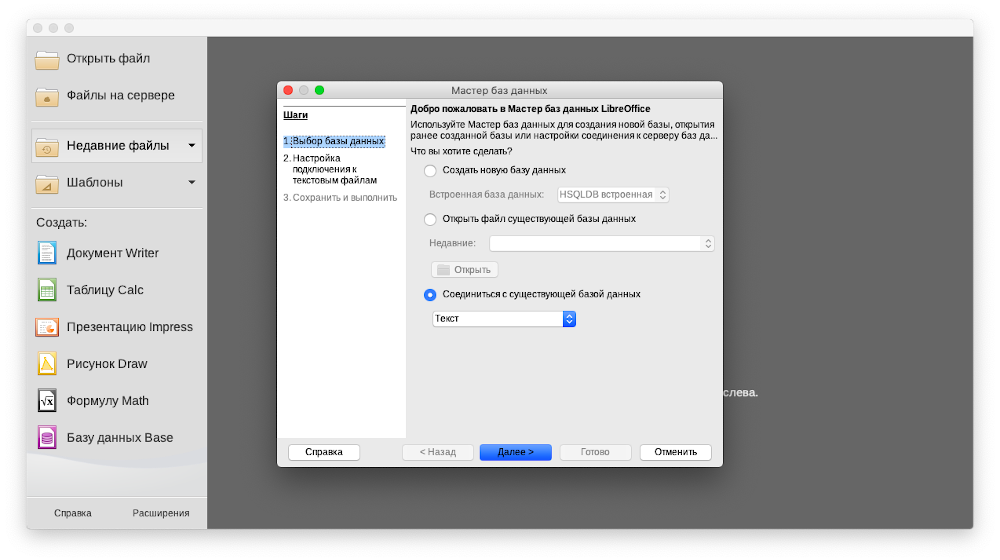 Открыть файл
Файлы на сервере
Недавние файлы
Шаблоны
Создать:
Документ Writer
Таблицу Calc
Презентацию Impress
Рисунок Draw
Формулу Math
Базу данных Base
Справка
Расширения
Мастер баз данных
Шаги
1. Выбор базы данных
2. Настройка
подключения к
текстовым файлам
3. Сохранить и выполнить
Добро пожаловать в Мастер баз данных LibreOffice
Используйте Мастер баз данных для создания новой базы, открытия
ранее созданной базы или настройки соединения к серверу баз да...
Что вы хотите сделать?
Создать новую базу данных
Встроенная база данных: HSQLDB встроенная
Открыть файл существующей базы данных
Недавние:
Открыть
Соединиться с существующей базой данных
Текст
слева.
Справка
< Назад
Далее >
Готово
Отменить